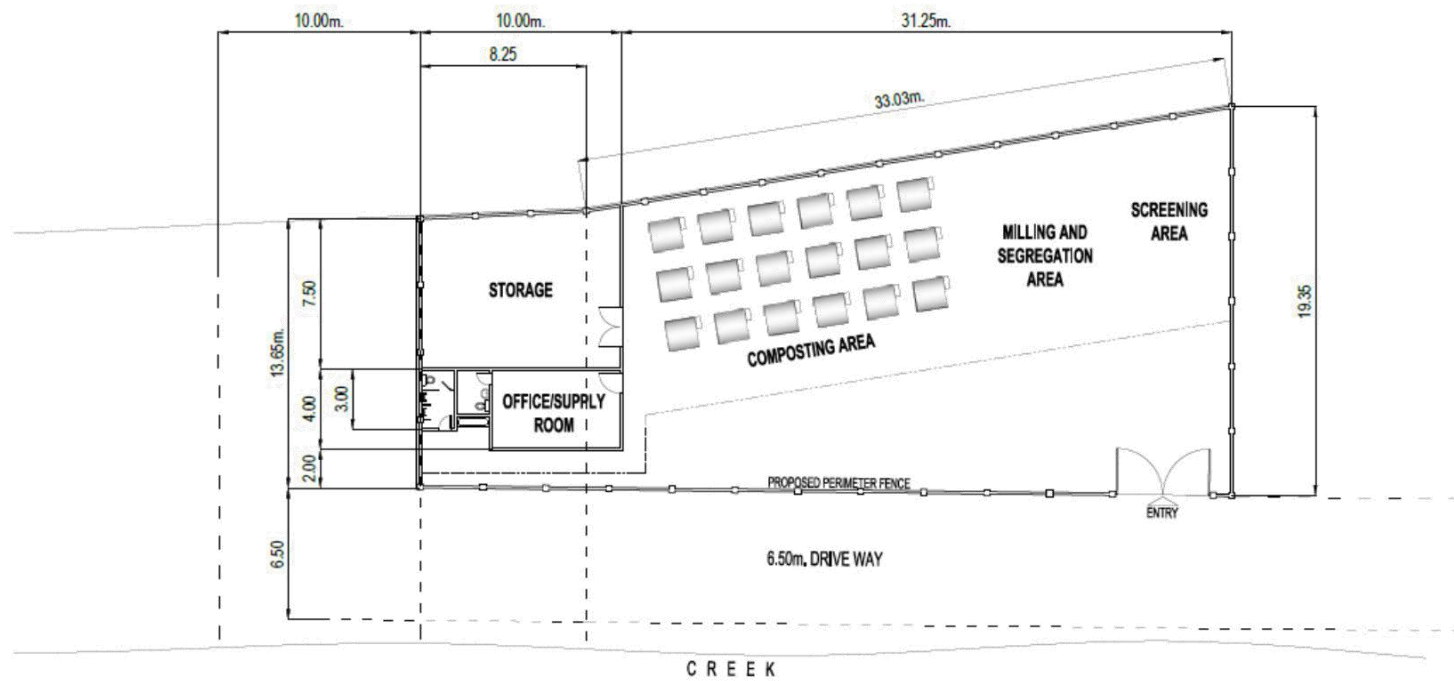 10.00m.
10.00m.
31.25m.
8.25
33.03m.
SCREENING
AREA
MILLING AND
SEGREGATION
AREA
STORAGE
7.50
19.35
13.65m.
COMPOSTING AREA
3.00
4.00
OFFICE/SUPPLY
ROOM
2.00
PROPOSED PERIMETER FENCE
ENTRY
6.50
6.50m. DRIVE WAY
CREEK